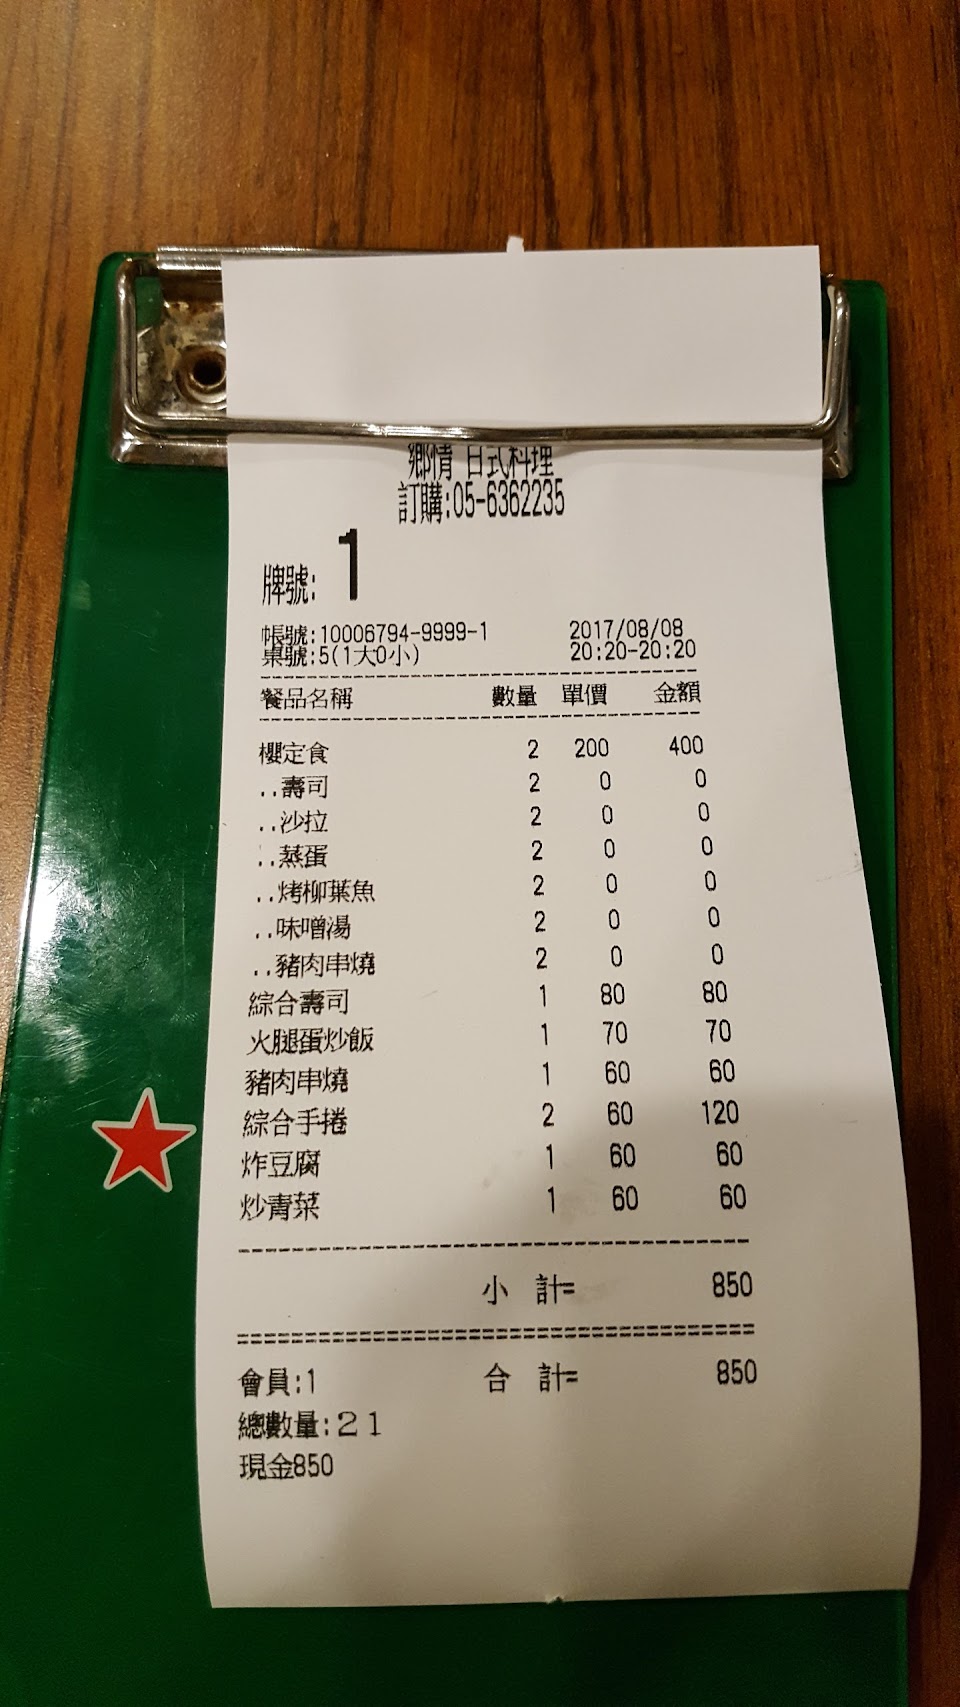 鄉情 日式料理
訂購:05-6362235
牌號: 1
帳號:10006794-9999-1 2017/08/08
桌號:5(1大0小) 20:20-20:20
餐品名稱 數量 單價 金額
櫻定食 2 200 400
..壽司 2 0 0
..沙拉 2 0 0
..蒸蛋 2 0 0
..烤柳葉魚 2 0 0
..味噌湯 2 0 0
..豬肉串燒 2 0 0
綜合壽司 1 80 80
火腿蛋炒飯 1 70 70
豬肉串燒 1 60 60
綜合手捲 2 60 120
炸豆腐 1 60 60
炒青菜 1 60 60
小 計= 850
會員:1 合 計= 850
總數量:21
現金850